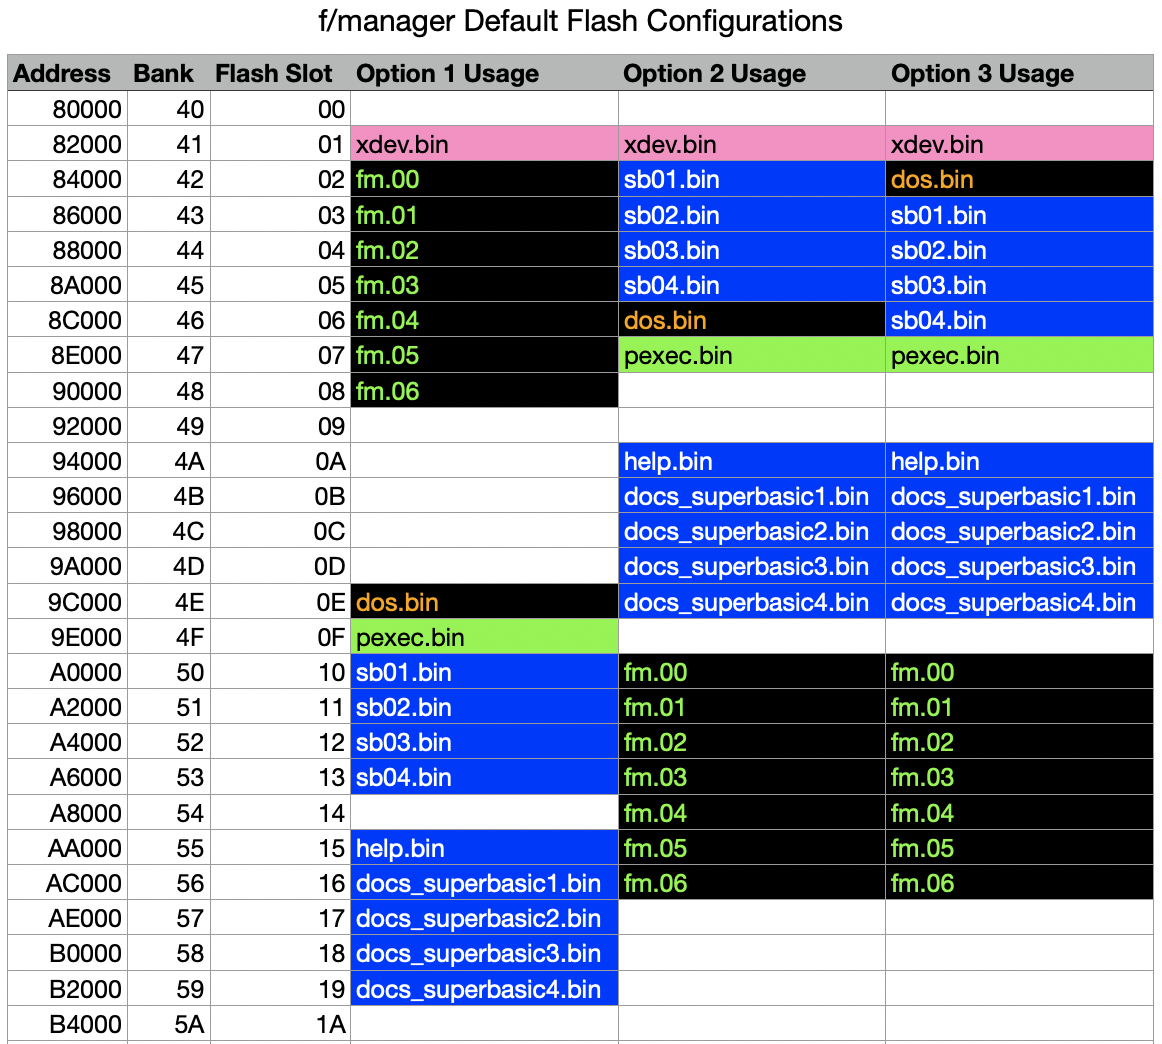 f/manager Default Flash Configurations
Address Bank Flash Slot Option 1 Usage Option 2 Usage Option 3 Usage
80000 40 00
82000 41 01 xdev.bin xdev.bin xdev.bin
84000 42 02 fm.00 sb01.bin dos.bin
86000 43 03 fm.01 sb02.bin sb01.bin
88000 44 04 fm.02 sb03.bin sb02.bin
8A000 45 05 fm.03 sb04.bin sb03.bin
8C000 46 06 fm.04 dos.bin sb04.bin
8E000 47 07 fm.05 pexec.bin pexec.bin
90000 48 08 fm.06
92000 49 09
94000 4A 0A help.bin help.bin
96000 4B 0B docs_superbasic1.bin docs_superbasic1.bin
98000 4C 0C docs_superbasic2.bin docs_superbasic2.bin
9A000 4D 0D docs_superbasic3.bin docs_superbasic3.bin
9C000 4E 0E dos.bin docs_superbasic4.bin docs_superbasic4.bin
9E000 4F 0F pexec.bin
A0000 50 10 sb01.bin fm.00 fm.00
A2000 51 11 sb02.bin fm.01 fm.01
A4000 52 12 sb03.bin fm.02 fm.02
A6000 53 13 sb04.bin fm.03 fm.03
A8000 54 14 fm.04 fm.04
AA000 55 15 help.bin fm.05 fm.05
AC000 56 16 docs_superbasic1.bin fm.06 fm.06
AE000 57 17 docs_superbasic2.bin
B0000 58 18 docs_superbasic3.bin
B2000 59 19 docs_superbasic4.bin
B4000 5A 1A